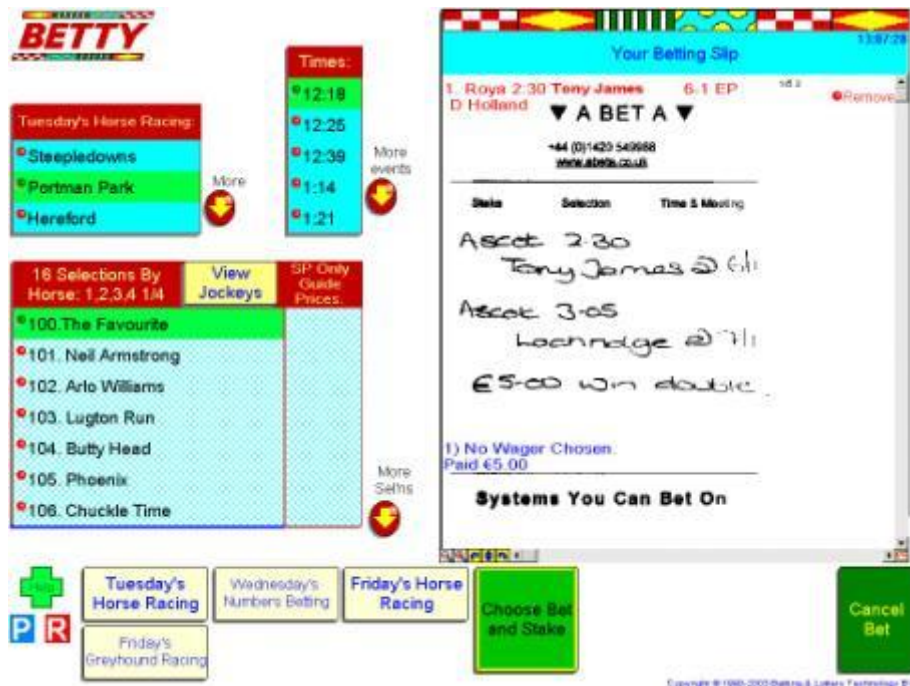 BETTY
Tuesday's Horse Racing:
Steepledowns
Portman Park
Hereford
More
Times:
12:18
12:25
12:39
1:14
1:21
More
events
16 Selections By
Horse: 1,2,3,4 1/4
View
Jockeys
SP Only
Guide
Prices.
100.The Favourite
101. Neil Armstrong
102. Arlo Williams
103. Lugton Run
104. Butty Head
105. Phoenix
106. Chuckle Time
More
Selns
Your Betting Slip
13:07:28
1. Roya 2:30 Tony James 6.1 EP
D Holland
Remove
▼ A BET A ▼
+44 (0)1420 549988
www.abeta.co.uk
Stake Selection Time & Meeting
Ascot 2-30
Tony James @ 6/1
Ascot 3-05
Lochridge @ 7/1
€5-00 win double.
1) No Wager Chosen.
Paid €5.00
Systems You Can Bet On
Help
P R
Tuesday's
Horse Racing
Wednesday's
Numbers Betting
Friday's Horse
Racing
Friday's
Greyhound Racing
Choose Bet
and Stake
Cancel
Bet